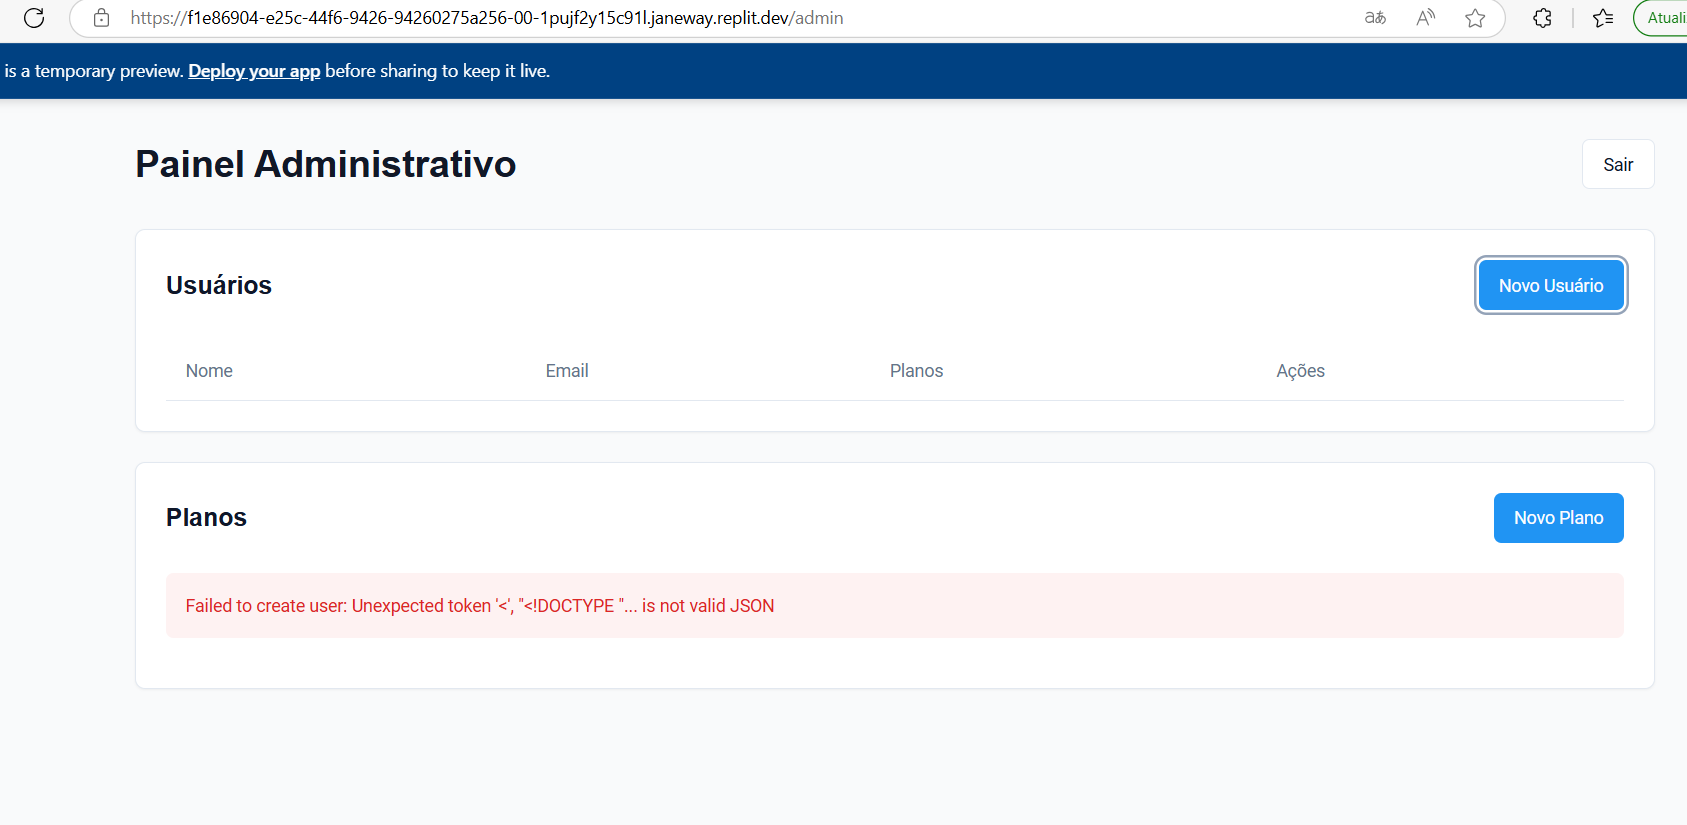 https://f1e86904-e25c-44f6-9426-94260275a256-00-1pujf2y15c91l.janeway.replit.dev/admin
Atuali
is a temporary preview. Deploy your app before sharing to keep it live.
Painel Administrativo
Sair
Usuários
Novo Usuário
Nome Email Planos Ações
Planos
Novo Plano
Failed to create user: Unexpected token '<', "<!DOCTYPE "... is not valid JSON